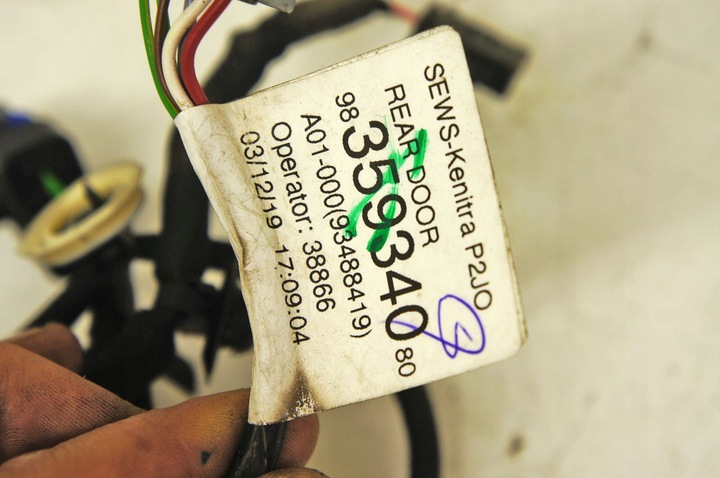 SEWS-Kenitra P2JO
REAR DOOR
98 359340 80
A01-000(93488419)
Operator: 38866
03/12/19 17:09:04